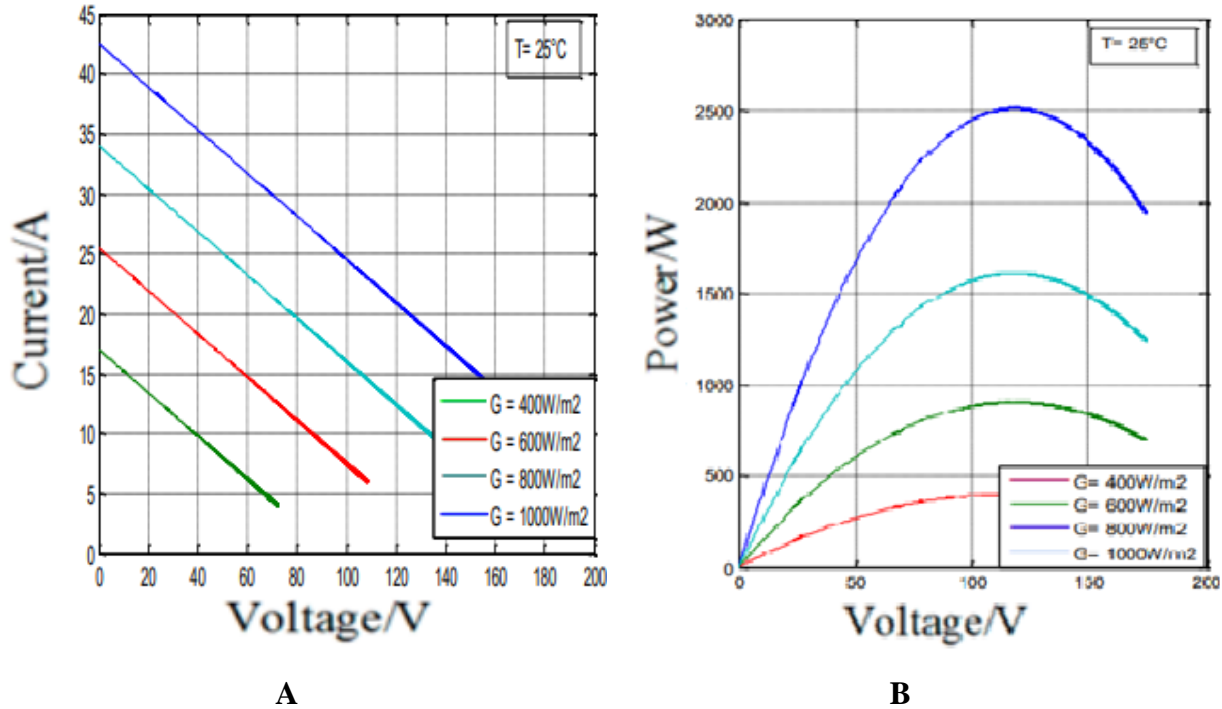 45
40
35
30
25
20
15
10
5
0
Current/A
T= 25°C
G = 400W/m2
G = 600W/m2
G = 800W/m2
G = 1000W/m2
0 20 40 60 80 100 120 140 160 180 200
Voltage/V
A
3000
2500
2000
1500
1000
500
0
Power/W
T= 25°C
G= 400W/m2
G= 600W/m2
G= 800W/m2
G= 1000W/m2
0 50 100 150 200
Voltage/V
B